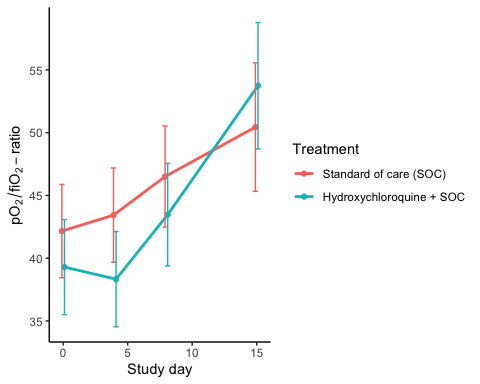 pO2/fiO2 – ratio
55
50
45
40
35
0 5 10 15
Study day
Treatment
Standard of care (SOC)
Hydroxychloroquine + SOC